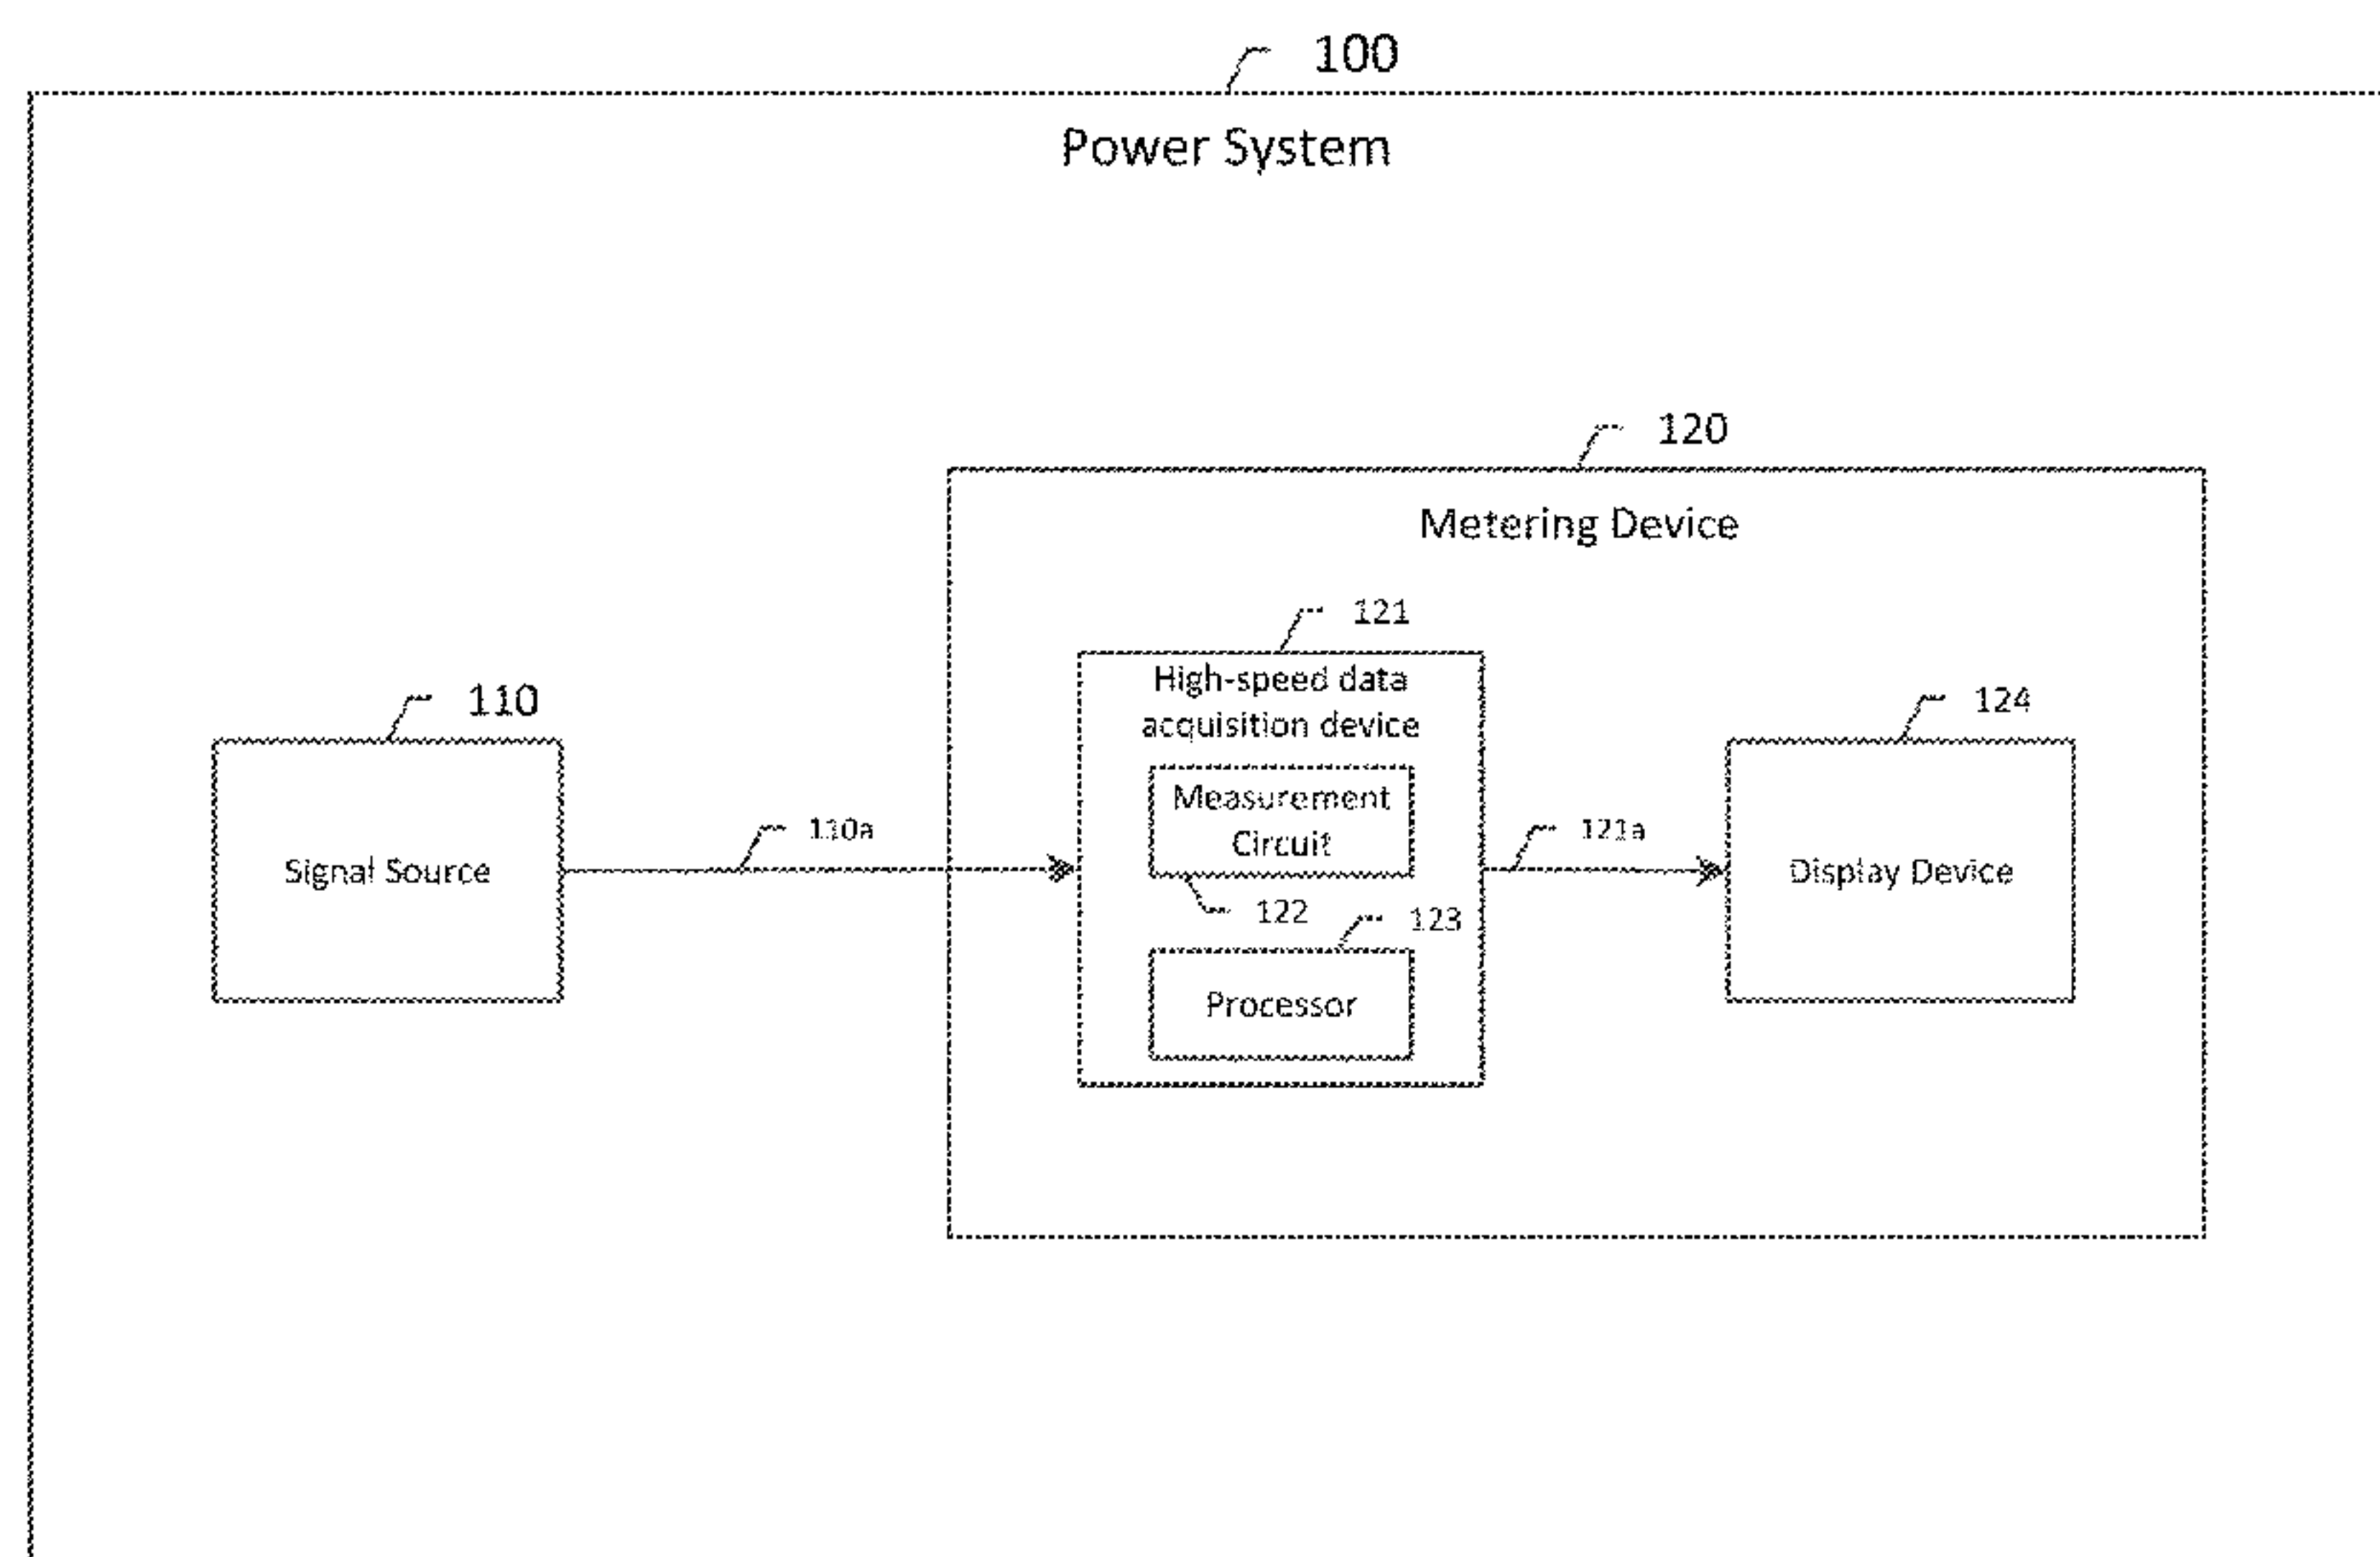 100
Power System
120
Metering Device
121
High-speed data
acquisition device
110
124
Measurement
Circuit
110a
121a
Signal Source
Display Device
122
123
Processor